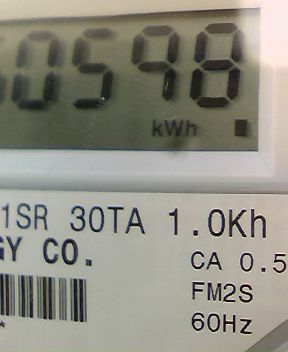 0598
kWh
1SR 30TA 1.0Kh
GY CO.
CA 0.5
FM2S
60Hz